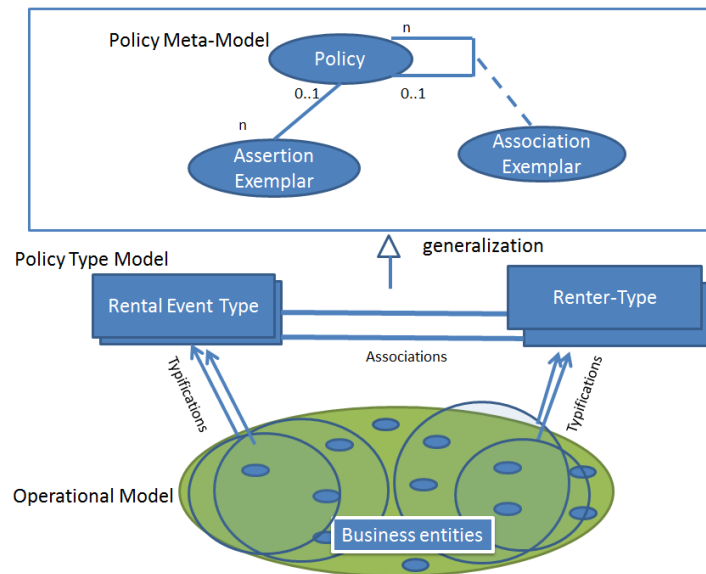 Policy Meta-Model
n
Policy
0..1
0..1
n
Assertion
Exemplar
Association
Exemplar
generalization
Policy Type Model
Rental Event Type
Renter-Type
Associations
Typifications
Typifications
Operational Model
Business entities